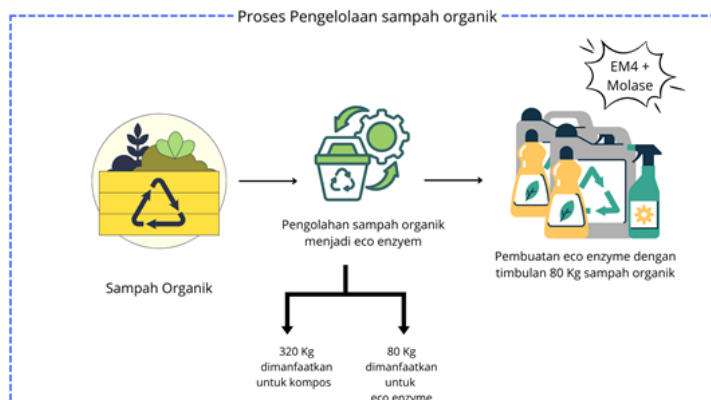 Proses Pengelolaan sampah organik
EM4 +
Molase
Pengolahan sampah organik
menjadi eco enzyem
Pembuatan eco enzyme dengan
timbulan 80 Kg sampah organik
Sampah Organik
320 Kg
dimanfaatkan
untuk kompos
80 Kg
dimanfaatkan
untuk
eco enzyme